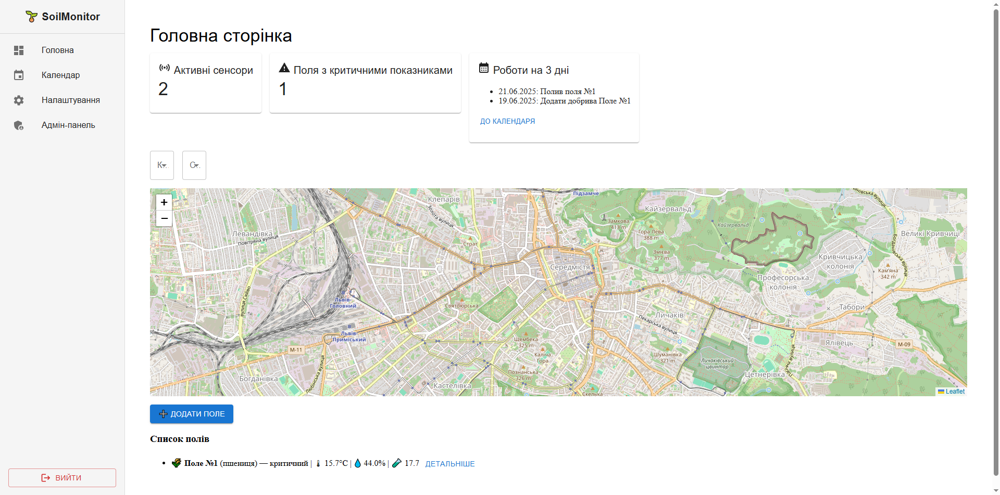 SoilMonitor
Головна
Календар
Налаштування
Адмін-панель
ВИЙТИ
Головна сторінка
Активні сенсори
2
Поля з критичними показниками
1
Роботи на 3 дні
21.06.2025: Полив поля №1
19.06.2025: Додати добрива Поле №1
ДО КАЛЕНДАРЯ
К...
С...
+
−
Клепарів
Підзамче
Золота вулиця
Кайзервальд
Замкова
413 m
Гора Лева
388 m
Кайзервальд
Великі Кривчиці
Левандівка
Повітряна вулиця
Страт
Змієва
377 m
Богданівська вулиця
Кривчицька
колонія
Середмістя
Кам'яна
342 m
Професорська
колонія
вулиця Сяйво
Львів-
Головний
Святоюрська
Табори
Личаків
Пекарська вулиця
Львів-
Приміський
Шембека
325 m
М-11
Каліча
Гора
Шуманівка
321 m
Ялівець
М-09
Личаківський
цвинтар
Познанська
326 m
Цетнерівка
Богданівка
Любінська вулиця
Кастелівка
Скелька
Leaflet
ДОДАТИ ПОЛЕ
Список полів
Поле №1 (пшениця) — критичний | 15.7°C | 44.0% | 17.7 ДЕТАЛЬНІШЕ